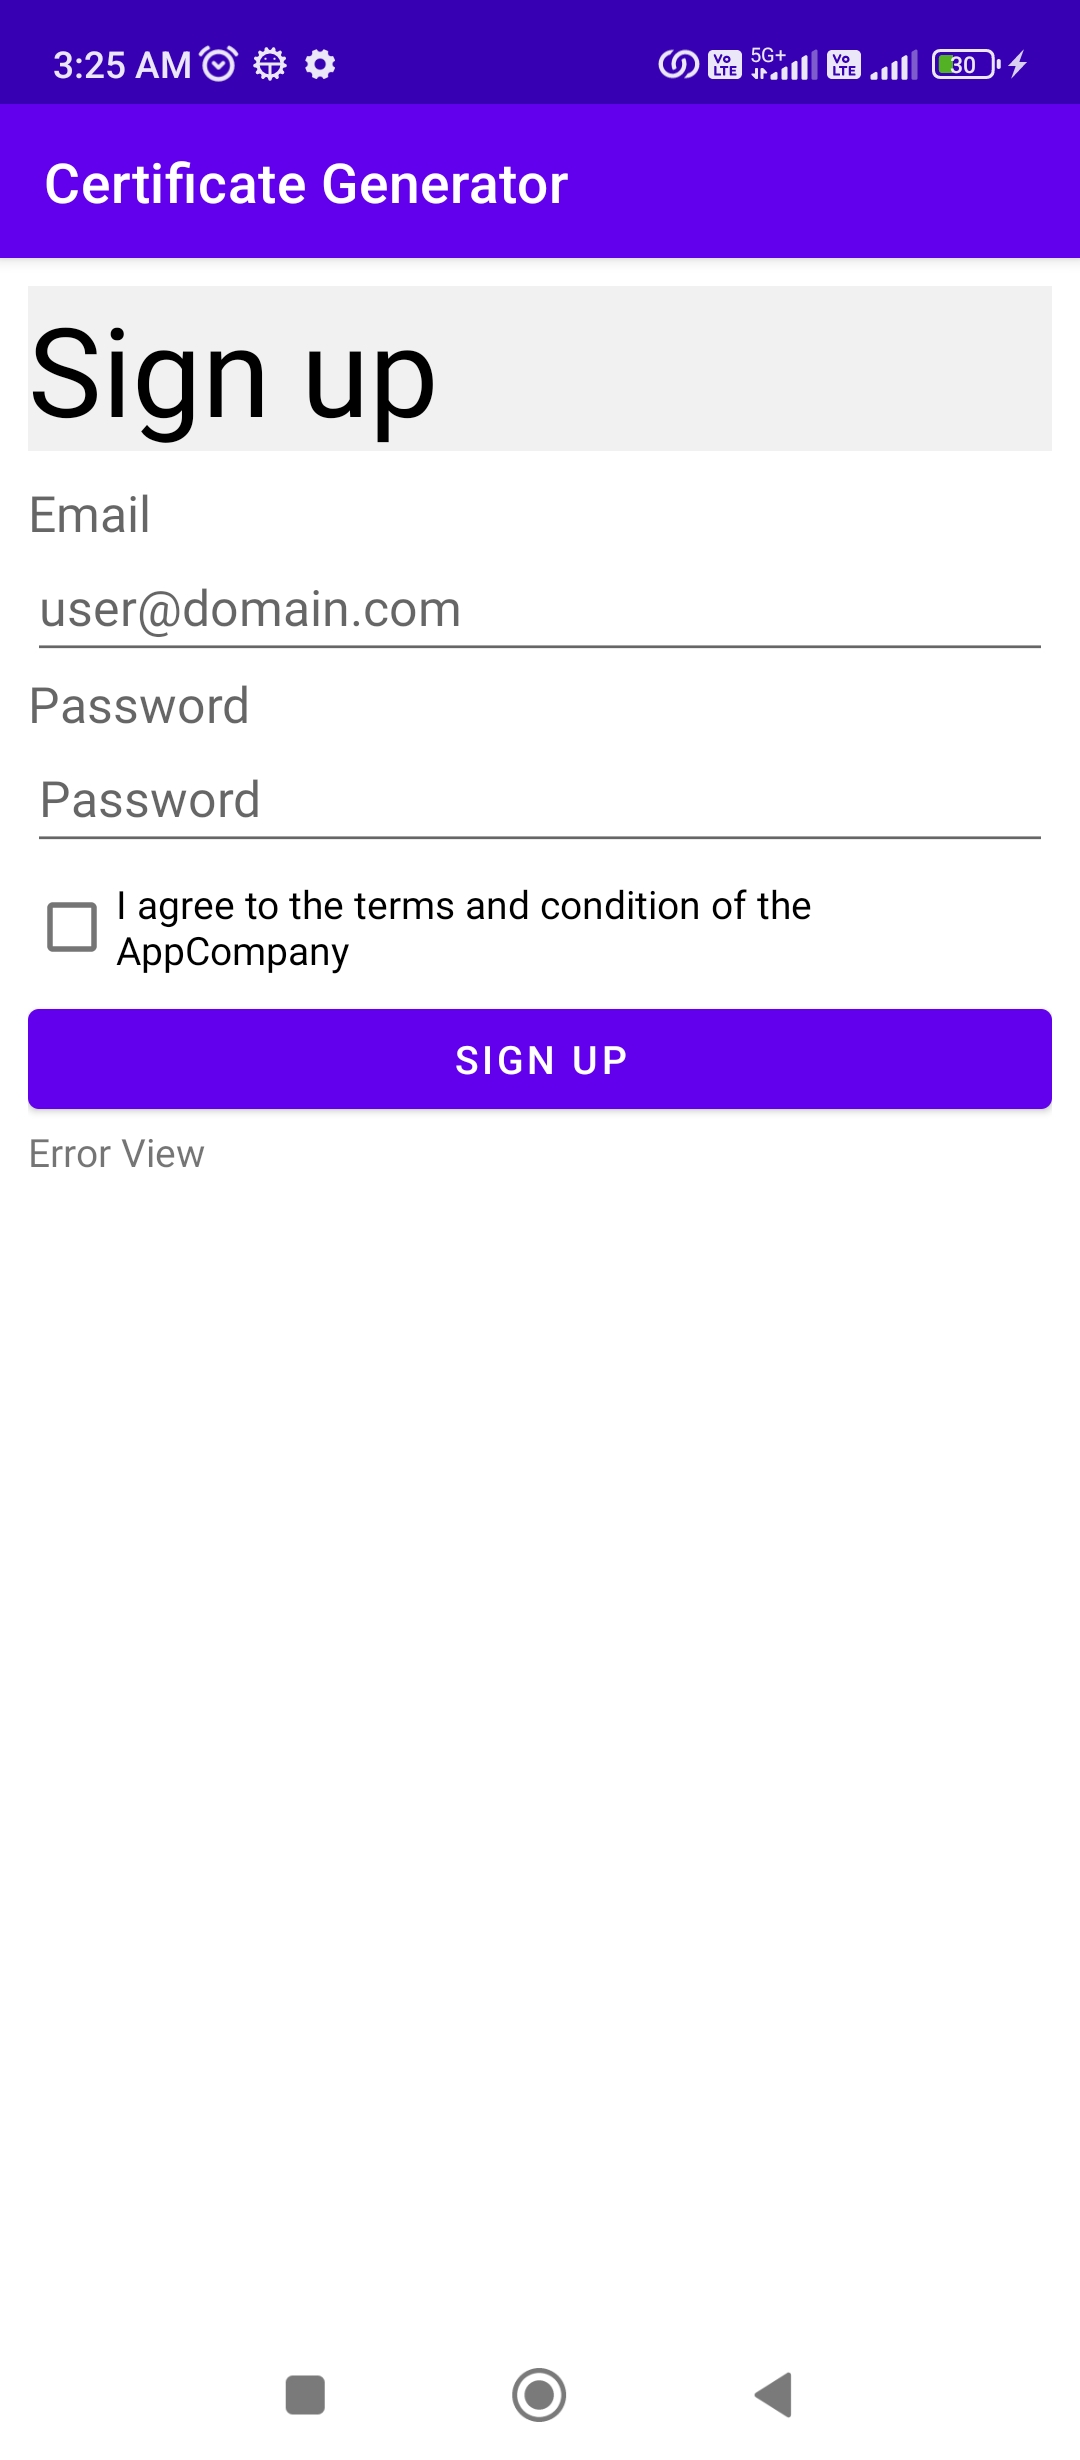 3:25 AM Vo LTE 5G+ Vo LTE 30
Certificate Generator
Sign up
Email
user@domain.com
Password
Password
I agree to the terms and condition of the
AppCompany
SIGN UP
Error View